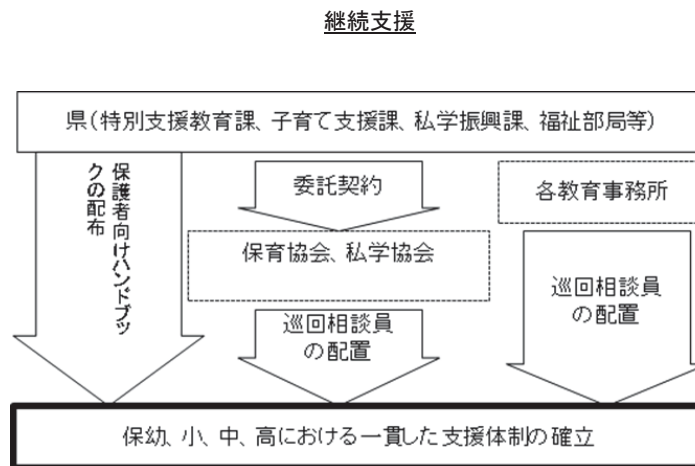 継続支援
県(特別支援教育課、子育て支援課、私学振興課、福祉部局等)
保護者向けハンドブッ
クの配布
委託契約
各教育事務所
保育協会、私学協会
巡回相談員
の配置
巡回相談員
の配置
保幼、小、中、高における一貫した支援体制の確立